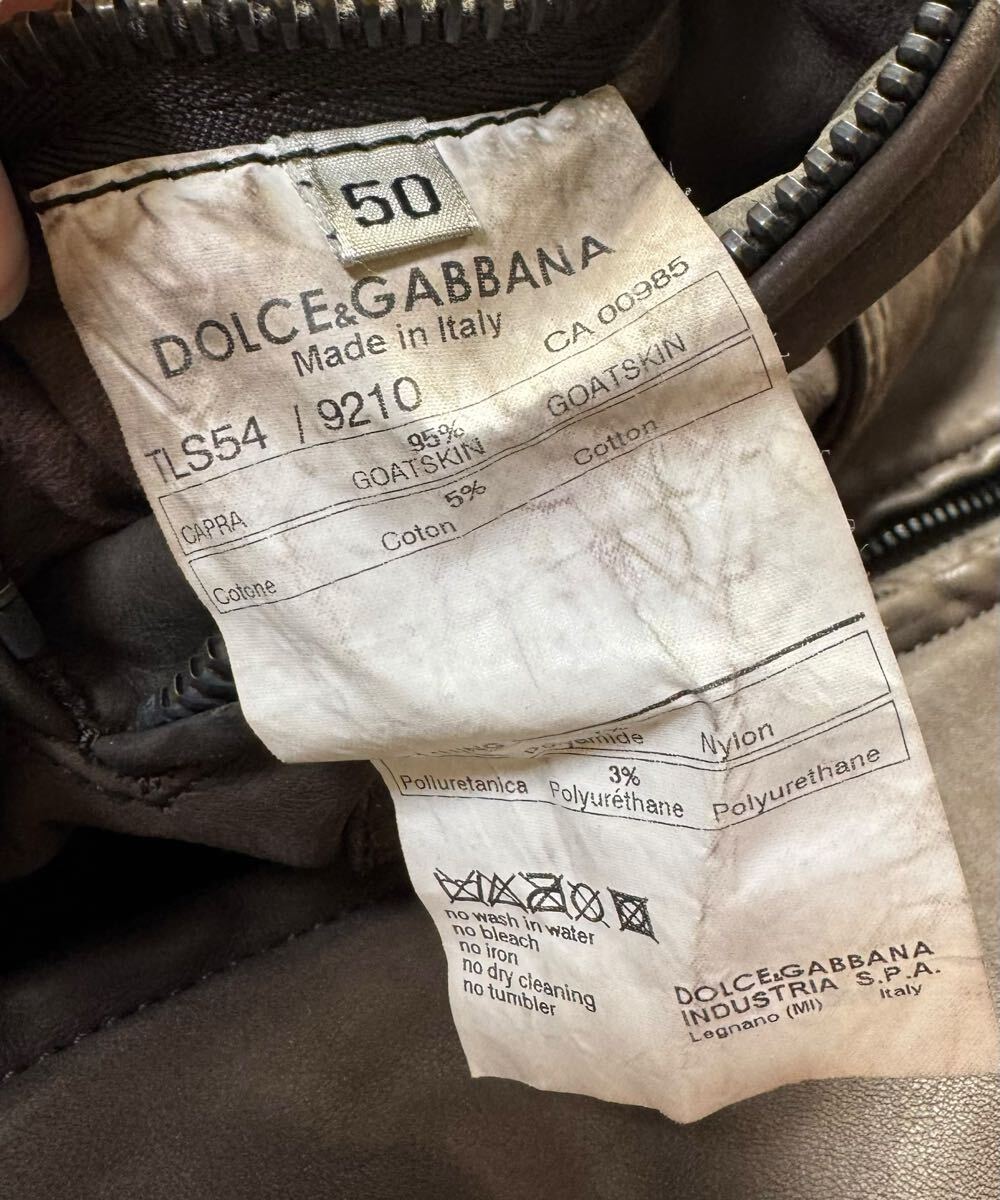 50
DOLCE&GABBANA
Made in Italy
TLS54 / 9210 CA 00985
95%
CAPRA GOATSKIN GOATSKIN
5%
Cotone Coton Cotton
Polyamide Nylon
3%
Poliuretanica Polyuréthane Polyurethane
no wash in water
no bleach
no iron
no dry cleaning
no tumbler
DOLCE&GABBANA
INDUSTRIA S.P.A.
Legnano (MI) Italy